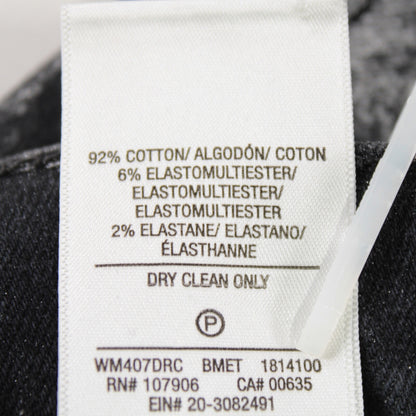 92% COTTON/ ALGODÓN/ COTON
6% ELASTOMULTIESTER/
ELASTOMULTIESTER/
ELASTOMULTIESTER
2% ELASTANE/ ELASTANO/
ÉLASTHANNE
DRY CLEAN ONLY
P
WM407DRC BMET 1814100
RN# 107906 CA# 00635
EIN# 20-3082491